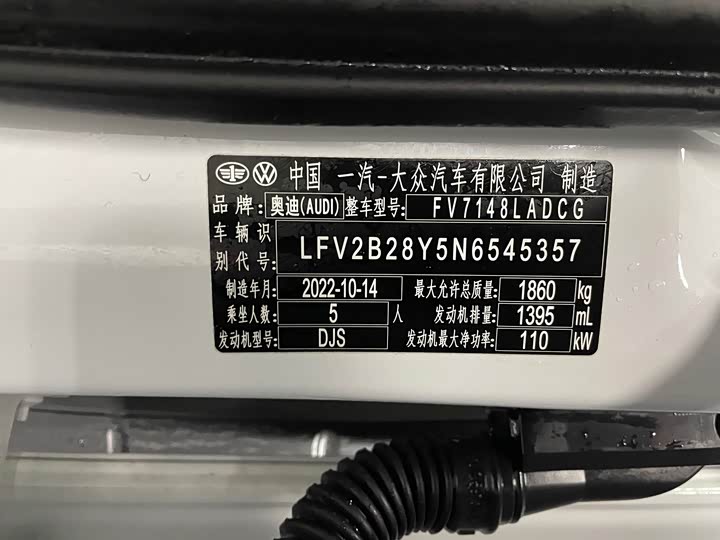 中国 一汽-大众汽车有限公司 制造
品牌: 奥迪(AUDI) 整车型号: FV7148LADCG
车辆识别代号: LFV2B28Y5N6545357
制造年月: 2022-10-14 最大允许总质量: 1860 kg
乘坐人数: 5 人 发动机排量: 1395 mL
发动机型号: DJS 发动机最大净功率: 110 kW